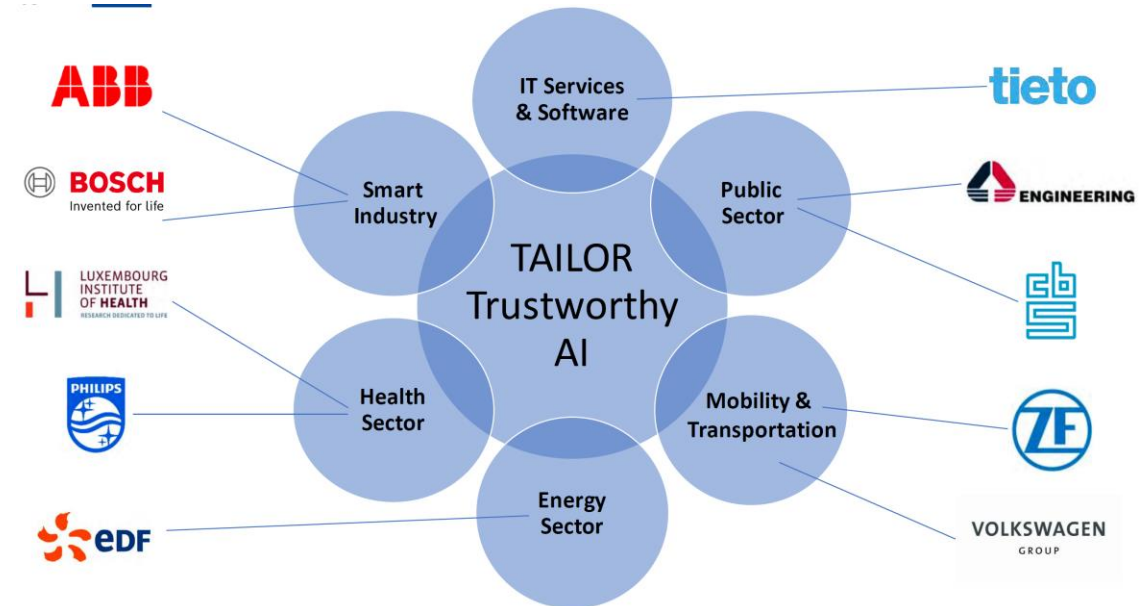 ABB
BOSCH
Invented for life
LUXEMBOURG
INSTITUTE
OF HEALTH
RESEARCH DEDICATED TO LIFE
PHILIPS
eDF
IT Services
& Software
Smart
Industry
Public
Sector
TAILOR
Trustworthy
AI
Health
Sector
Mobility &
Transportation
Energy
Sector
tieto
ENGINEERING
cbs
ZF
VOLKSWAGEN
GROUP